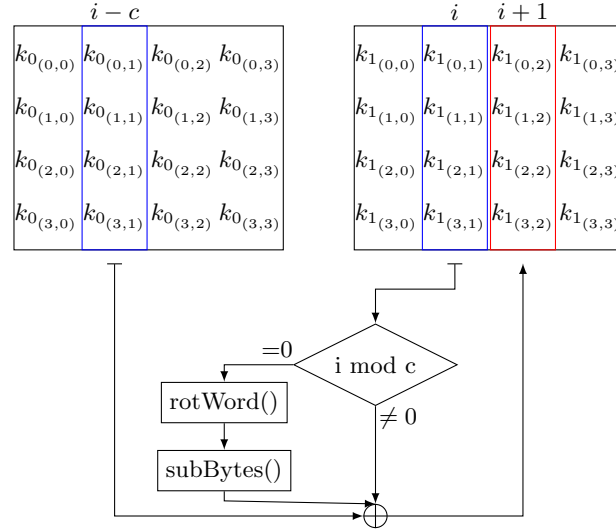 i − c i i + 1
k₀₍₀,₀₎ k₀₍₀,₁₎ k₀₍₀,₂₎ k₀₍₀,₃₎ k₁₍₀,₀₎ k₁₍₀,₁₎ k₁₍₀,₂₎ k₁₍₀,₃₎
k₀₍₁,₀₎ k₀₍₁,₁₎ k₀₍₁,₂₎ k₀₍₁,₃₎ k₁₍₁,₀₎ k₁₍₁,₁₎ k₁₍₁,₂₎ k₁₍₁,₃₎
k₀₍₂,₀₎ k₀₍₂,₁₎ k₀₍₂,₂₎ k₀₍₂,₃₎ k₁₍₂,₀₎ k₁₍₂,₁₎ k₁₍₂,₂₎ k₁₍₂,₃₎
k₀₍₃,₀₎ k₀₍₃,₁₎ k₀₍₃,₂₎ k₀₍₃,₃₎ k₁₍₃,₀₎ k₁₍₃,₁₎ k₁₍₃,₂₎ k₁₍₃,₃₎
=0
i mod c
rotWord()
≠ 0
subBytes()